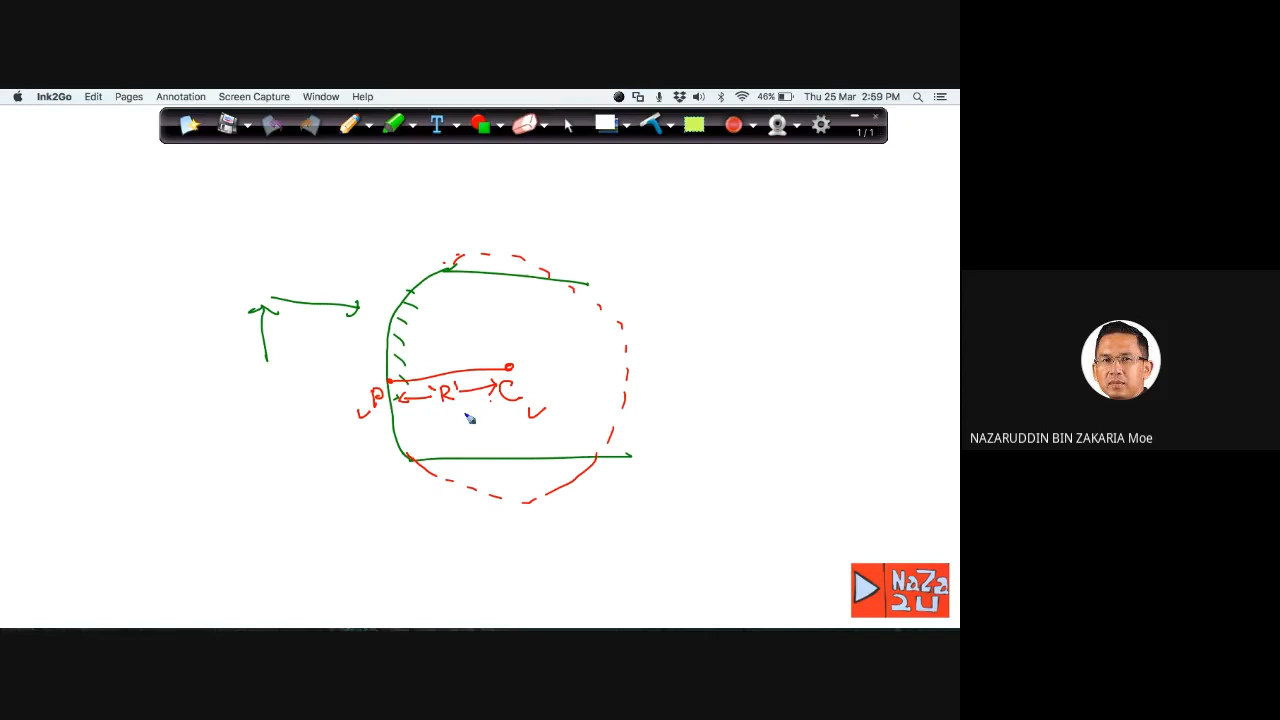 Ink2Go Edit Pages Annotation Screen Capture Window Help 46% Thu 25 Mar 2:59 PM
T
1/1
P 'R' C
NAZARUDDIN BIN ZAKARIA Moe
NaZa
2U